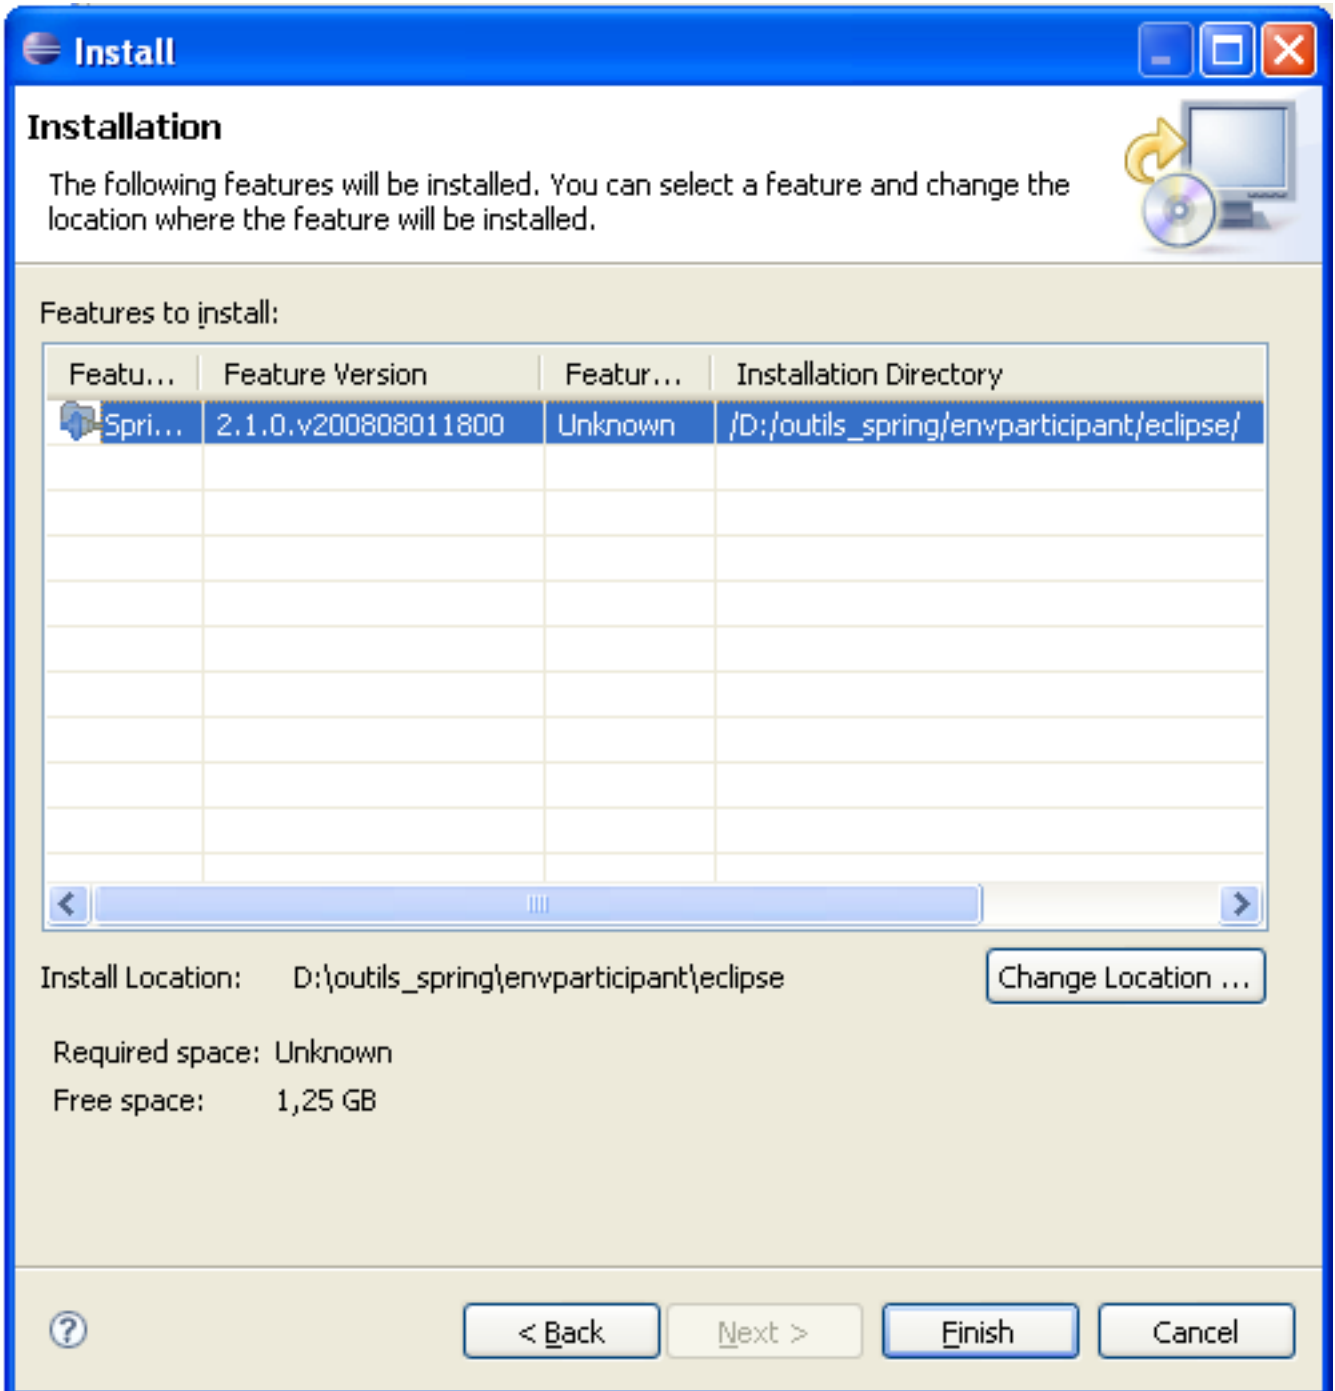 Install
Installation
The following features will be installed. You can select a feature and change the
location where the feature will be installed.
Features to install:
Featu... Feature Version Featur... Installation Directory
Spri... 2.1.0.v200808011800 Unknown /D:/outils_spring/envparticipant/eclipse/
Install Location: D:\outils_spring\envparticipant\eclipse Change Location ...
Required space: Unknown
Free space: 1,25 GB
? < Back Next > Finish Cancel